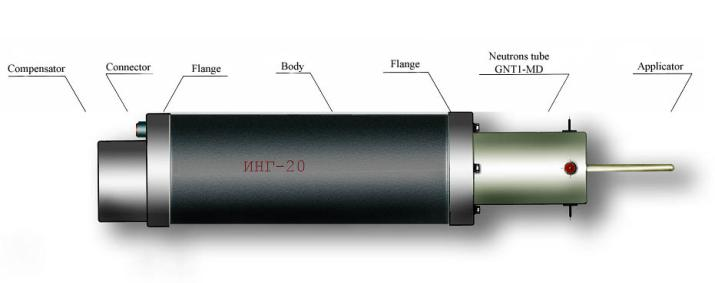 Compensator
Connector
Flange
Body
Flange
Neutrons tube
GNT1-MD
Applicator
ИНГ-20